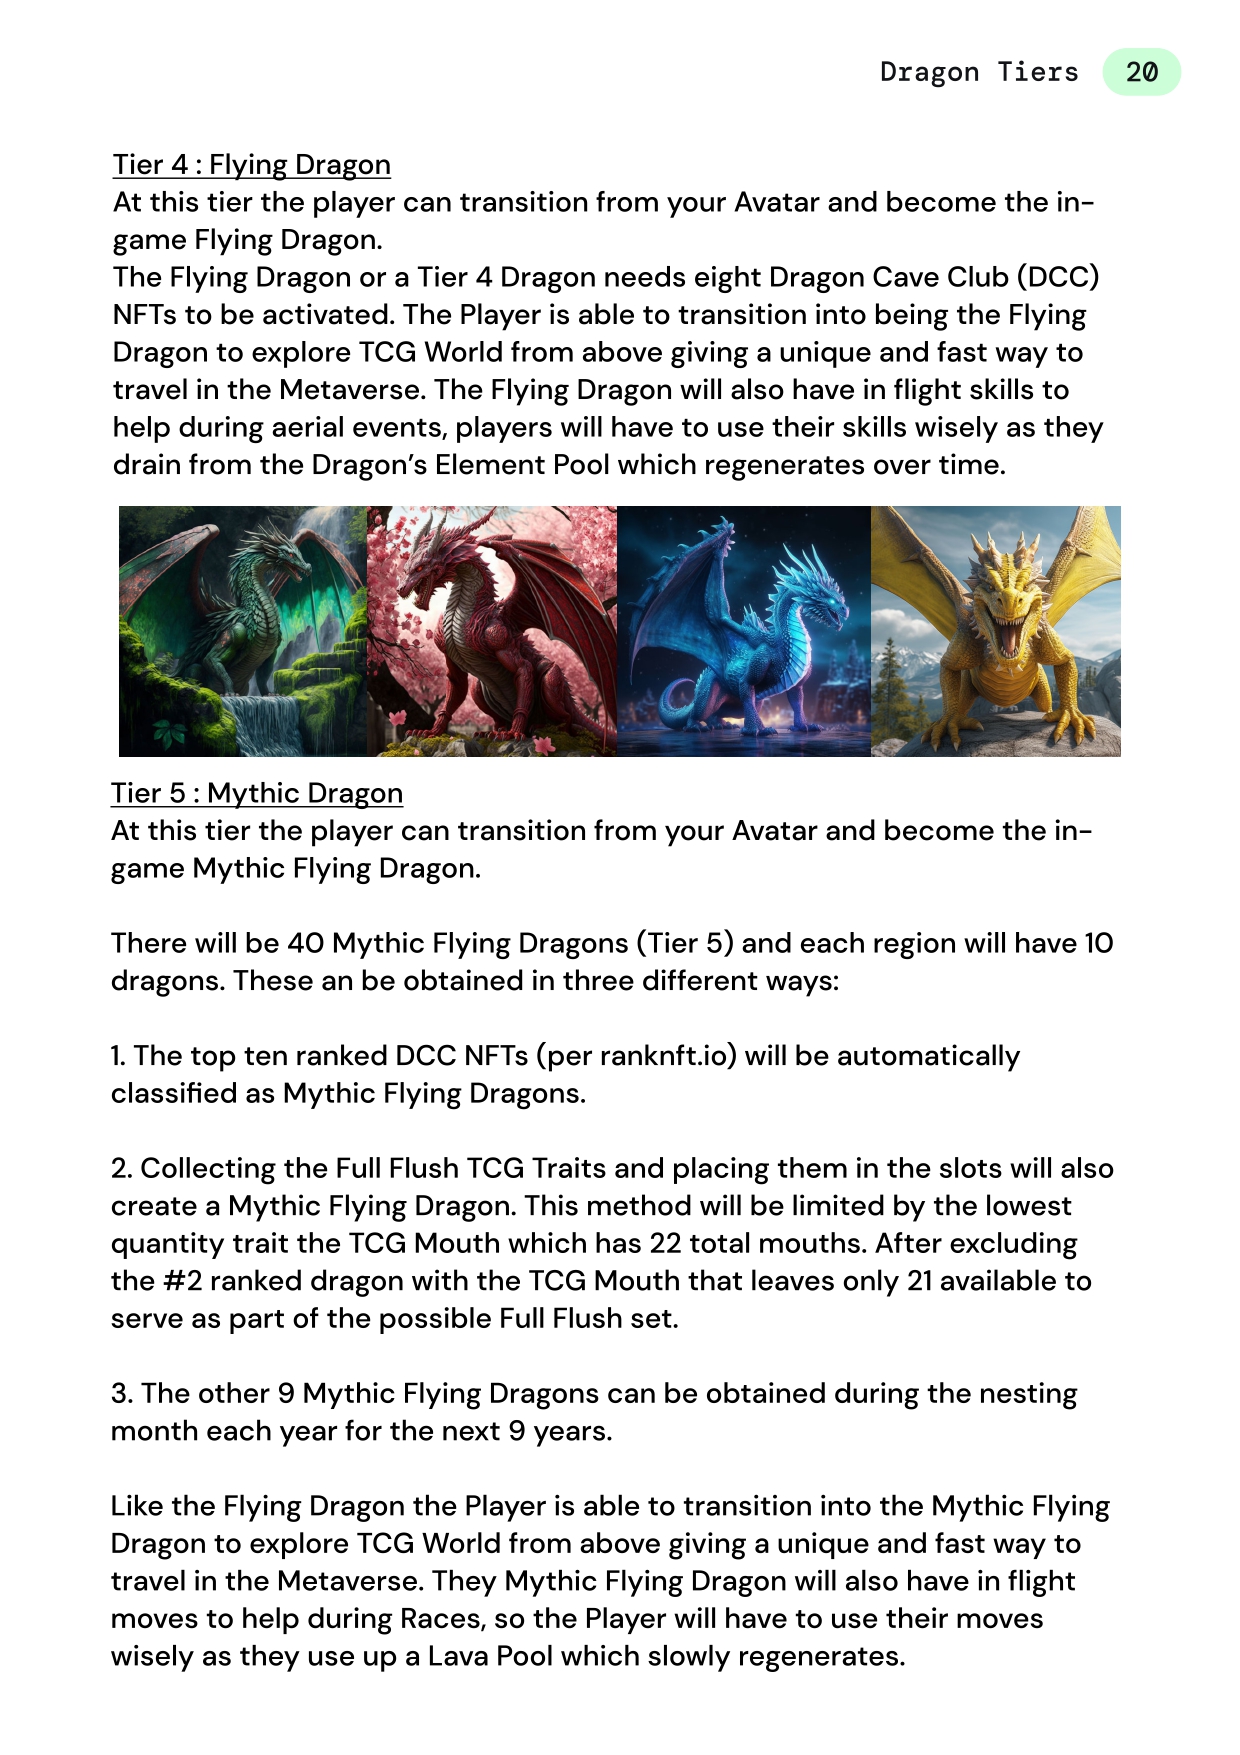 Dragon Tiers 20
Tier 4 : Flying Dragon
At this tier the player can transition from your Avatar and become the in-
game Flying Dragon.
The Flying Dragon or a Tier 4 Dragon needs eight Dragon Cave Club (DCC)
NFTs to be activated. The Player is able to transition into being the Flying
Dragon to explore TCG World from above giving a unique and fast way to
travel in the Metaverse. The Flying Dragon will also have in flight skills to
help during aerial events, players will have to use their skills wisely as they
drain from the Dragon’s Element Pool which regenerates over time.
Tier 5 : Mythic Dragon
At this tier the player can transition from your Avatar and become the in-
game Mythic Flying Dragon.
There will be 40 Mythic Flying Dragons (Tier 5) and each region will have 10
dragons. These an be obtained in three different ways:
1. The top ten ranked DCC NFTs (per ranknft.io) will be automatically
classified as Mythic Flying Dragons.
2. Collecting the Full Flush TCG Traits and placing them in the slots will also
create a Mythic Flying Dragon. This method will be limited by the lowest
quantity trait the TCG Mouth which has 22 total mouths. After excluding
the #2 ranked dragon with the TCG Mouth that leaves only 21 available to
serve as part of the possible Full Flush set.
3. The other 9 Mythic Flying Dragons can be obtained during the nesting
month each year for the next 9 years.
Like the Flying Dragon the Player is able to transition into the Mythic Flying
Dragon to explore TCG World from above giving a unique and fast way to
travel in the Metaverse. They Mythic Flying Dragon will also have in flight
moves to help during Races, so the Player will have to use their moves
wisely as they use up a Lava Pool which slowly regenerates.